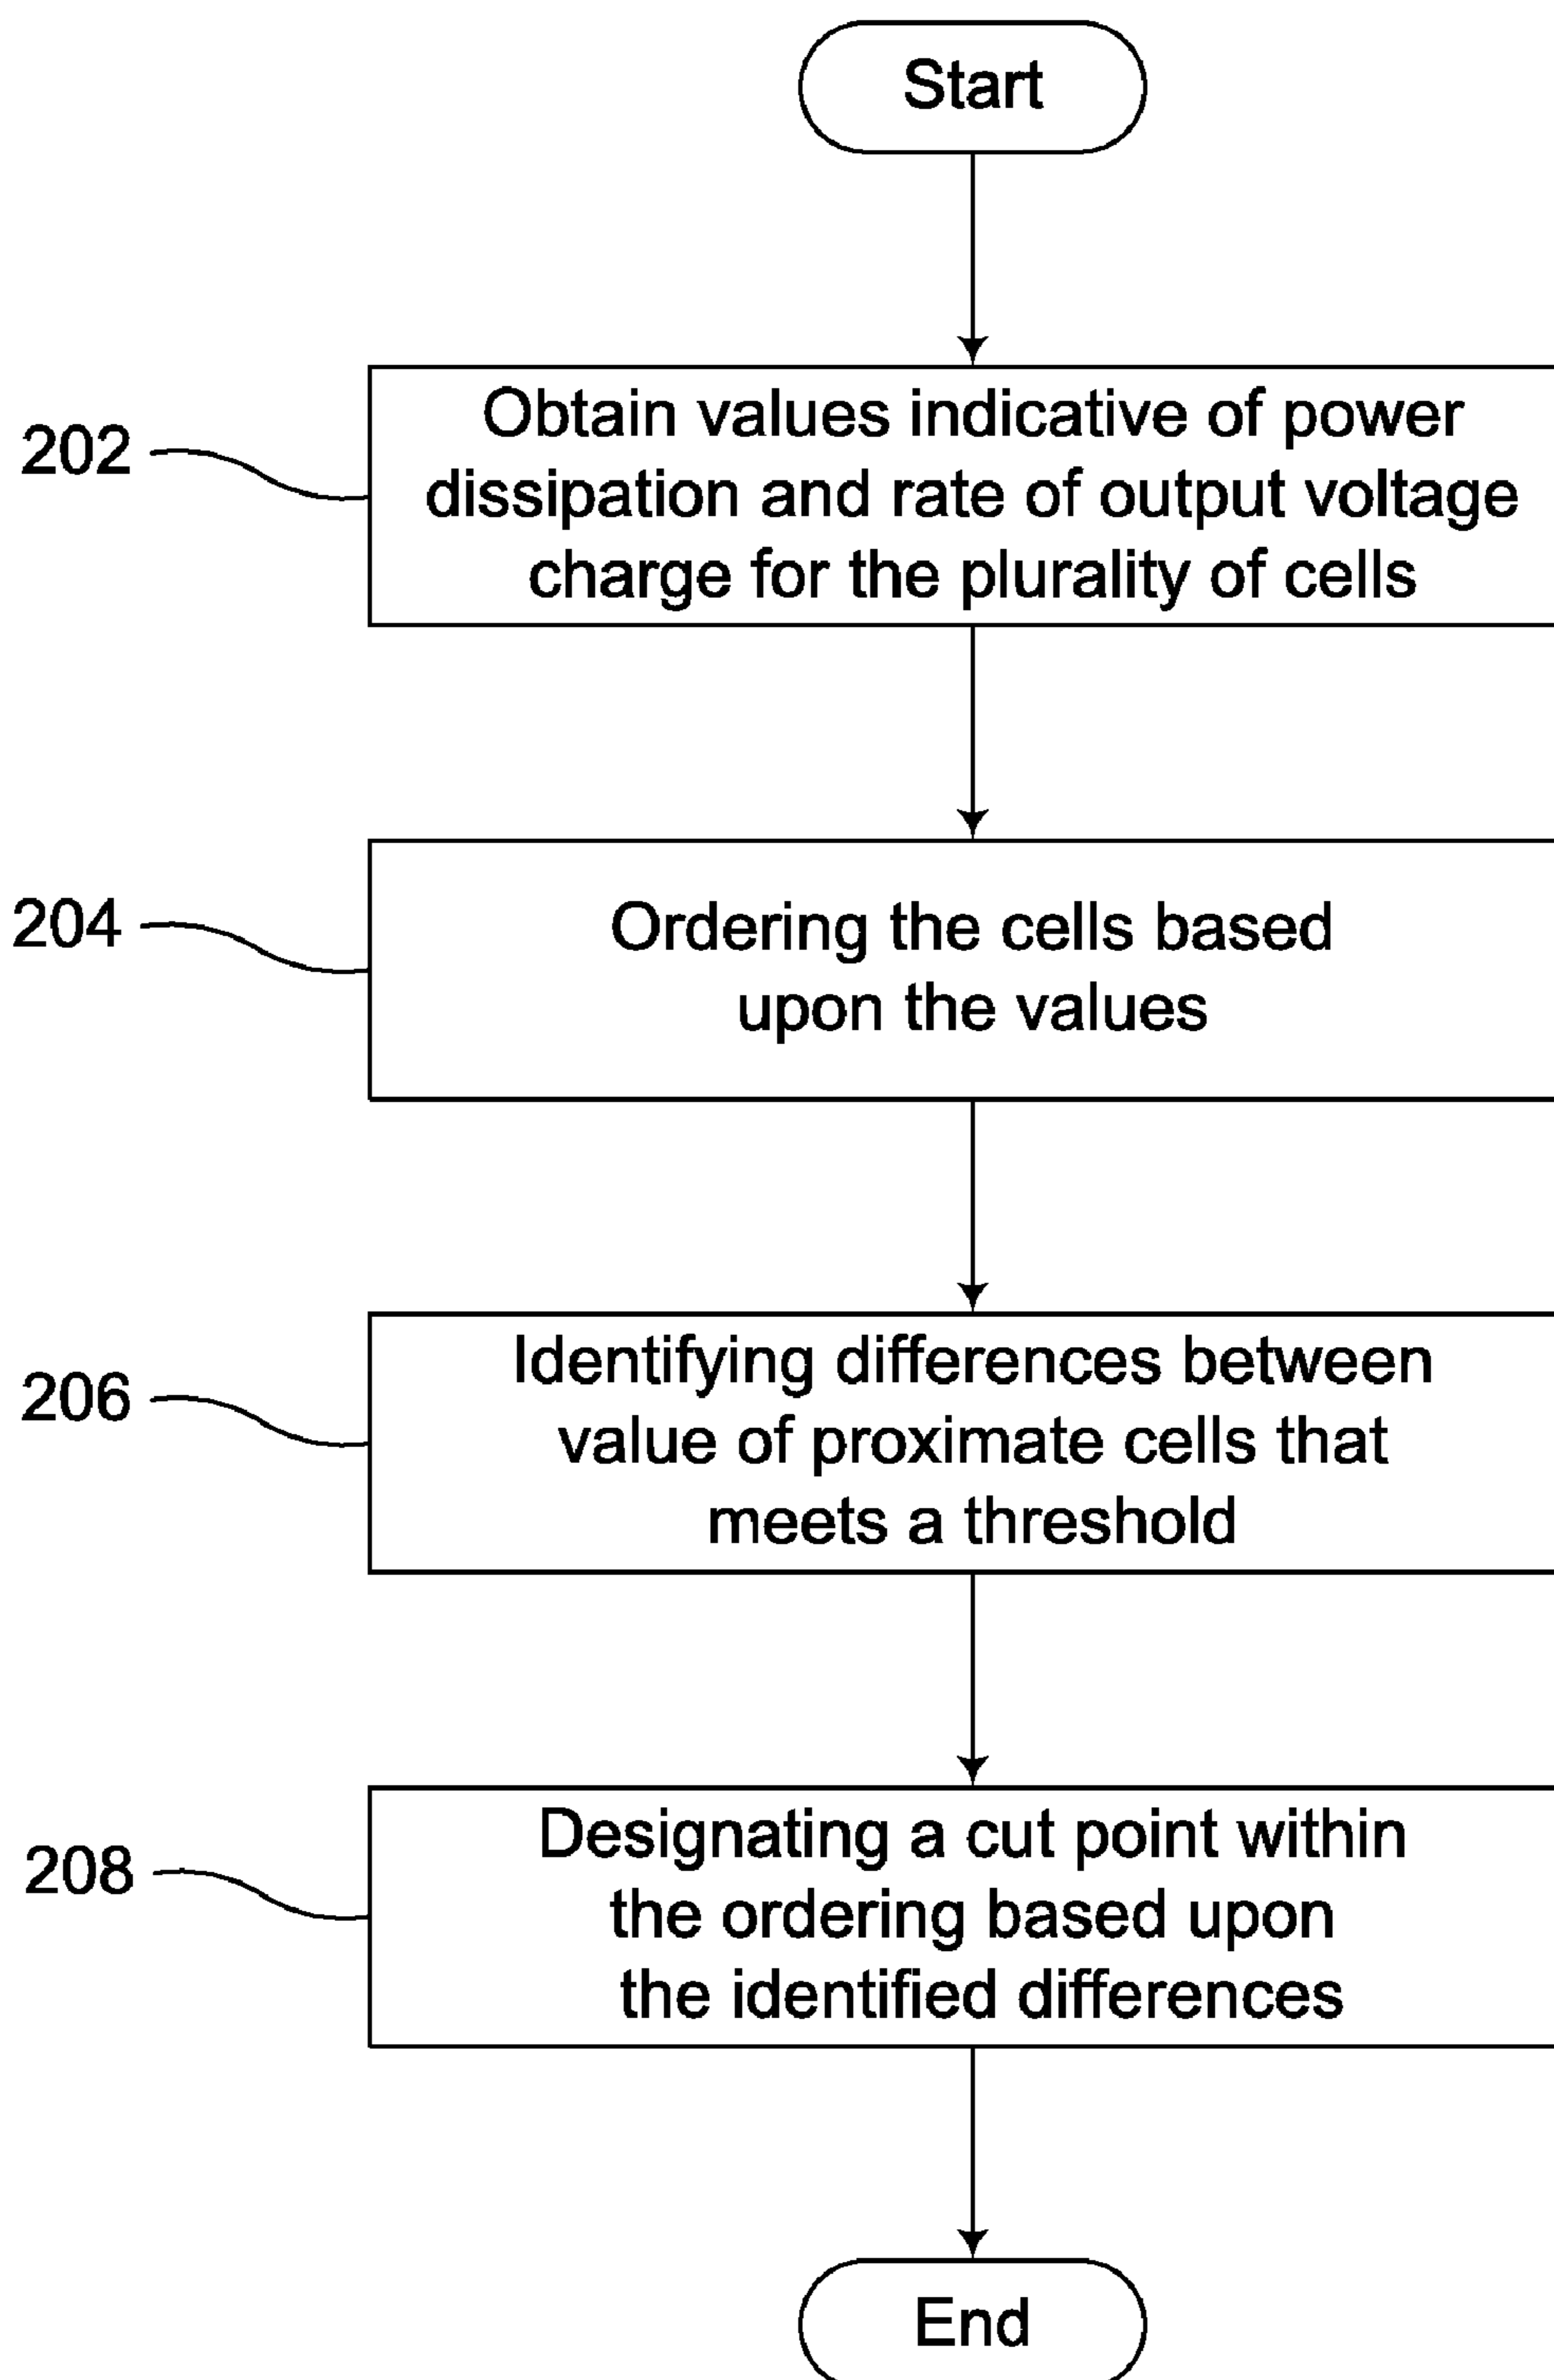 Start
202
Obtain values indicative of power
dissipation and rate of output voltage
charge for the plurality of cells
204
Ordering the cells based
upon the values
206
Identifying differences between
value of proximate cells that
meets a threshold
208
Designating a cut point within
the ordering based upon
the identified differences
End